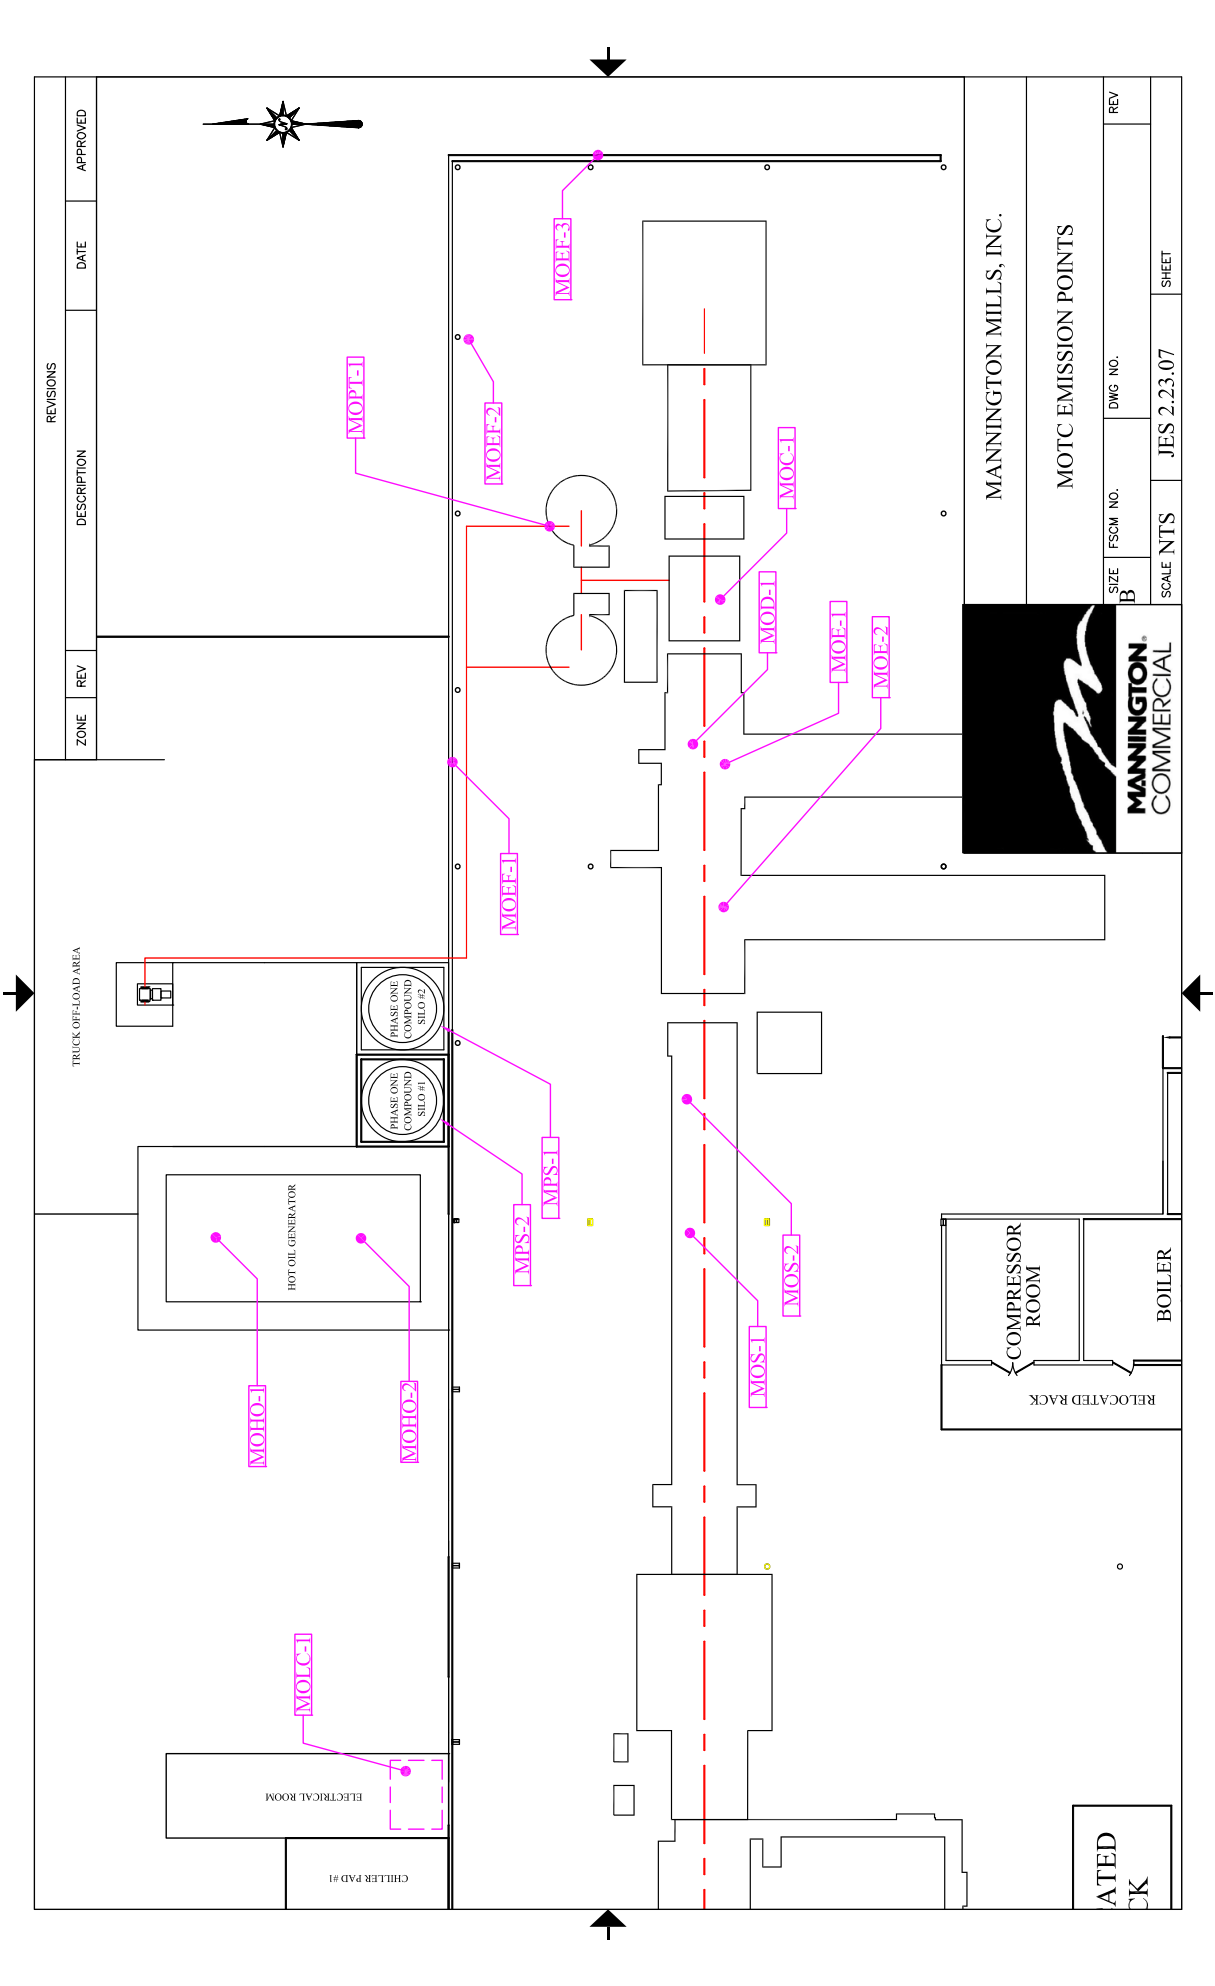 REVISIONS
ZONE
REV
DESCRIPTION
DATE
APPROVED
TRUCK OFF-LOAD AREA
MOPT-1
MOEF-2
MOEF-3
MOC-1
MOD-1
MOE-1
MOE-2
MOEF-1
PHASE ONE
COMPOUND
SILO #2
PHASE ONE
COMPOUND
SILO #1
MPS-1
MPS-2
HOT OIL GENERATOR
MOHO-1
MOHO-2
MOS-2
MOS-1
MOLC-1
ELECTRICAL ROOM
CHILLER PAD #1
COMPRESSOR
ROOM
BOILER
RELOCATED RACK
ATED
CK
MANNINGTON MILLS, INC.
MOTC EMISSION POINTS
SIZE
B
FSCM NO.
DWG NO.
REV
SCALE NTS
JES 2.23.07
SHEET
MANNINGTON.
COMMERCIAL